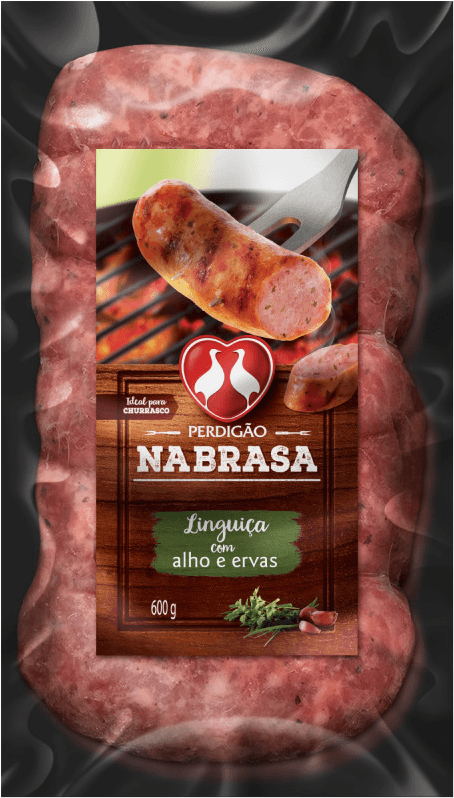 Ideal para
CHURRASCO
PERDIGÃO
NABRASA
Linguiça
com
alho e ervas
600 g